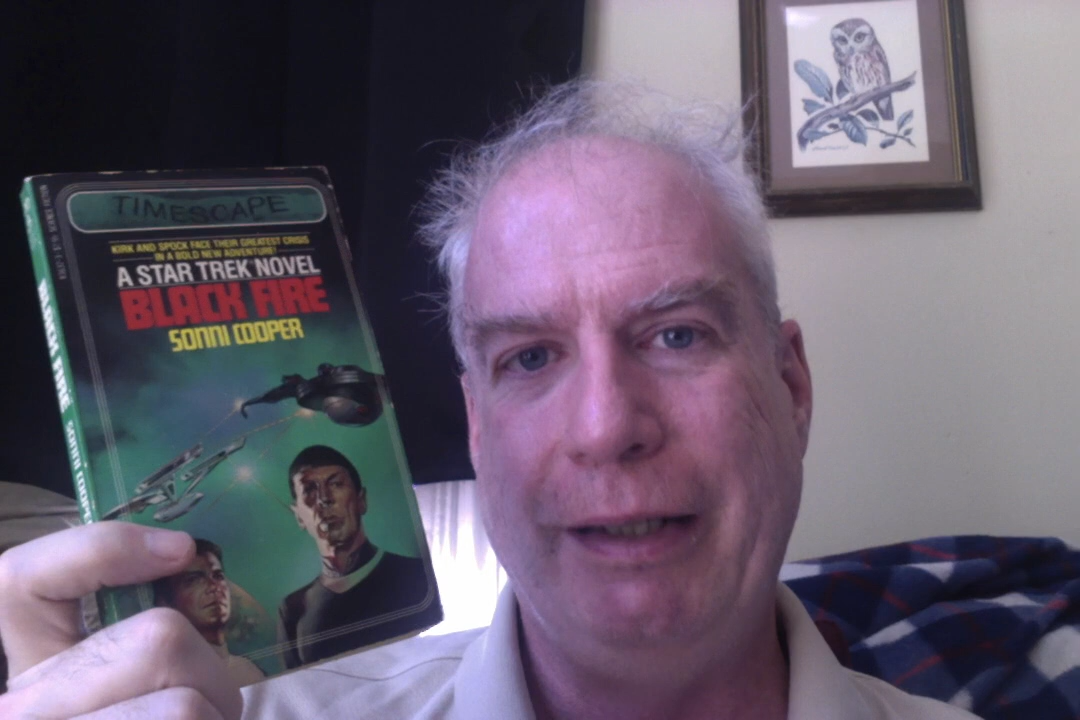 TIMESCAPE
KIRK AND SPOCK FACE THEIR GREATEST CRISIS
IN A BOLD NEW ADVENTURE!
A STAR TREK NOVEL
BLACK FIRE
SONNI COOPER
BLACK FIRE SONNI COOPER